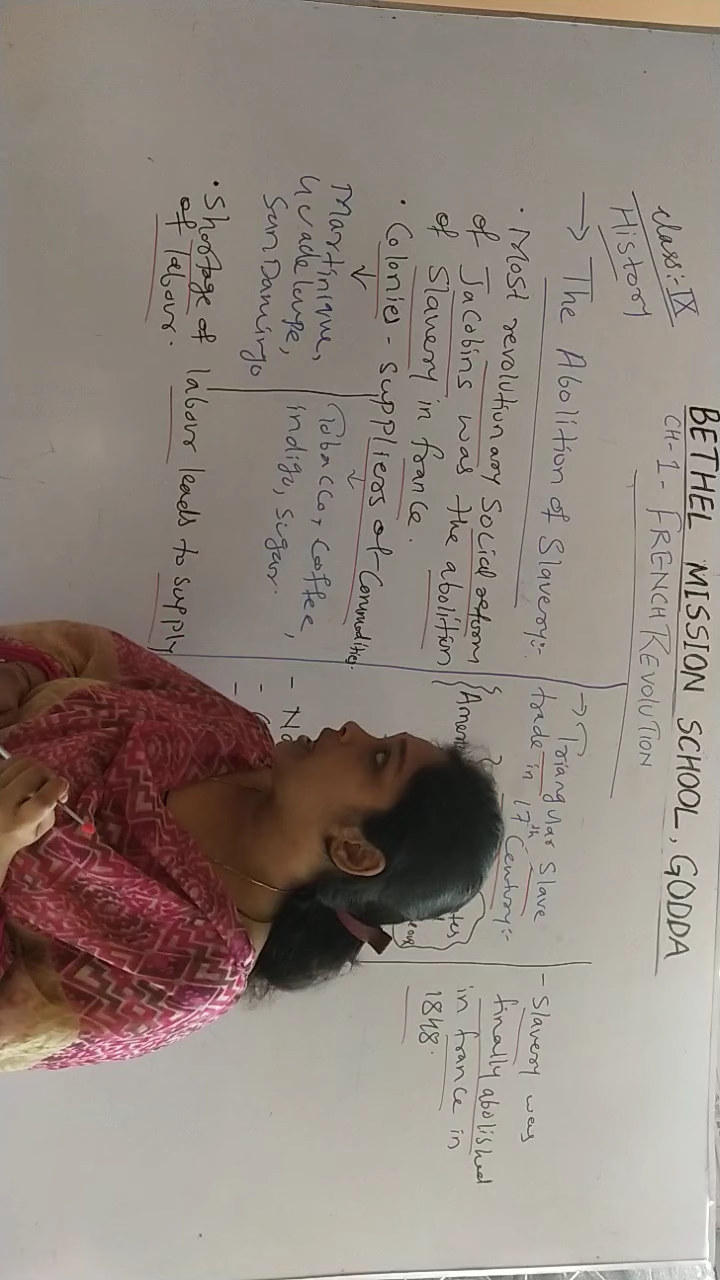 BETHEL MISSION SCHOOL, GODDA
CH-1- FRENCH REVOLUTION
Class: IX
History
→ The Abolition of Slavery:-
• Most revolutionary Social reform
of Jacobins was the abolition
of Slavery in france.
• Colonies - Suppliers of Commodities.
Martinique,
Guadeloupe,
San Domingo
Tobacco, Coffee,
indigo, Sugar.
• Shortage of labour leads to supply
of labour.
→ Triangular Slave
trade in 17th Century:-
- Slavery was
finally abolished
in france in
1848.